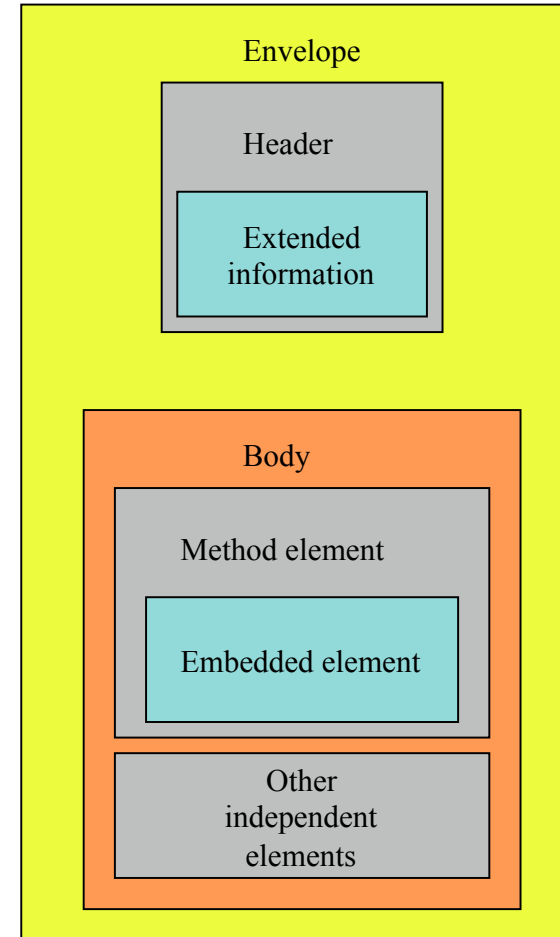 Envelope
Header
Extended
information
Body
Method element
Embedded element
Other
independent
elements